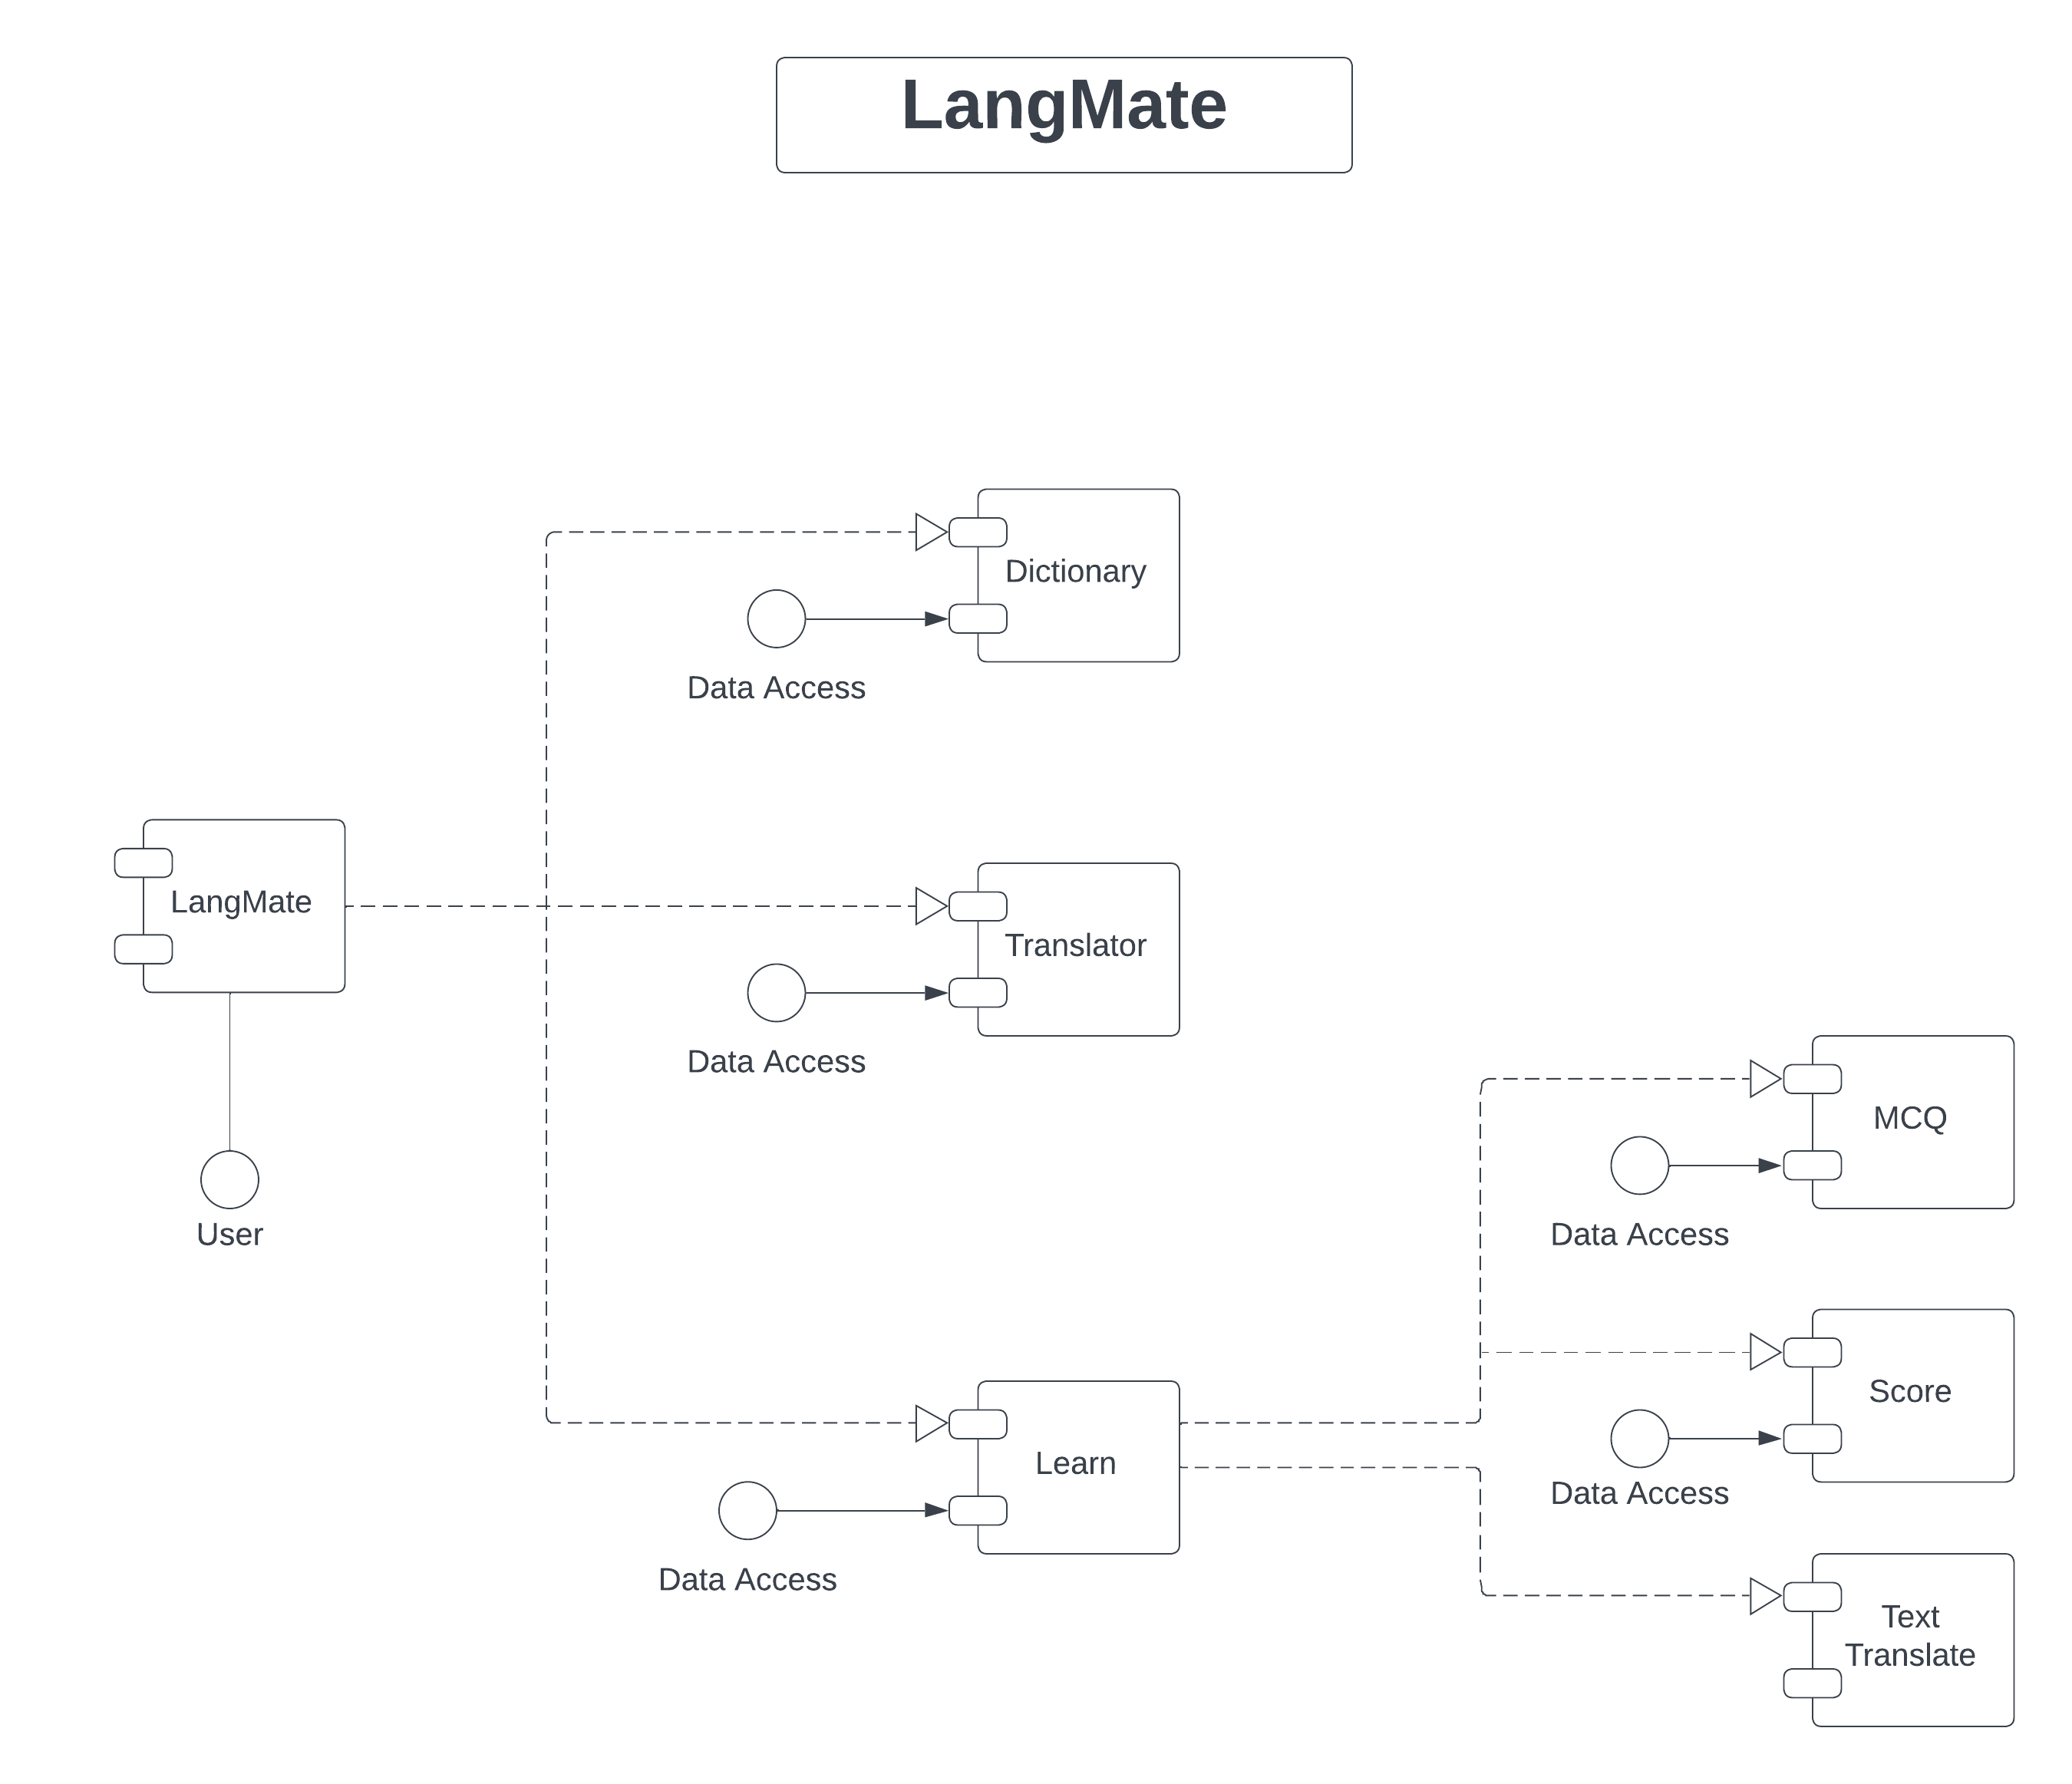 LangMate
Dictionary
Data Access
LangMate
Translator
Data Access
User
MCQ
Data Access
Score
Data Access
Learn
Data Access
Text
Translate